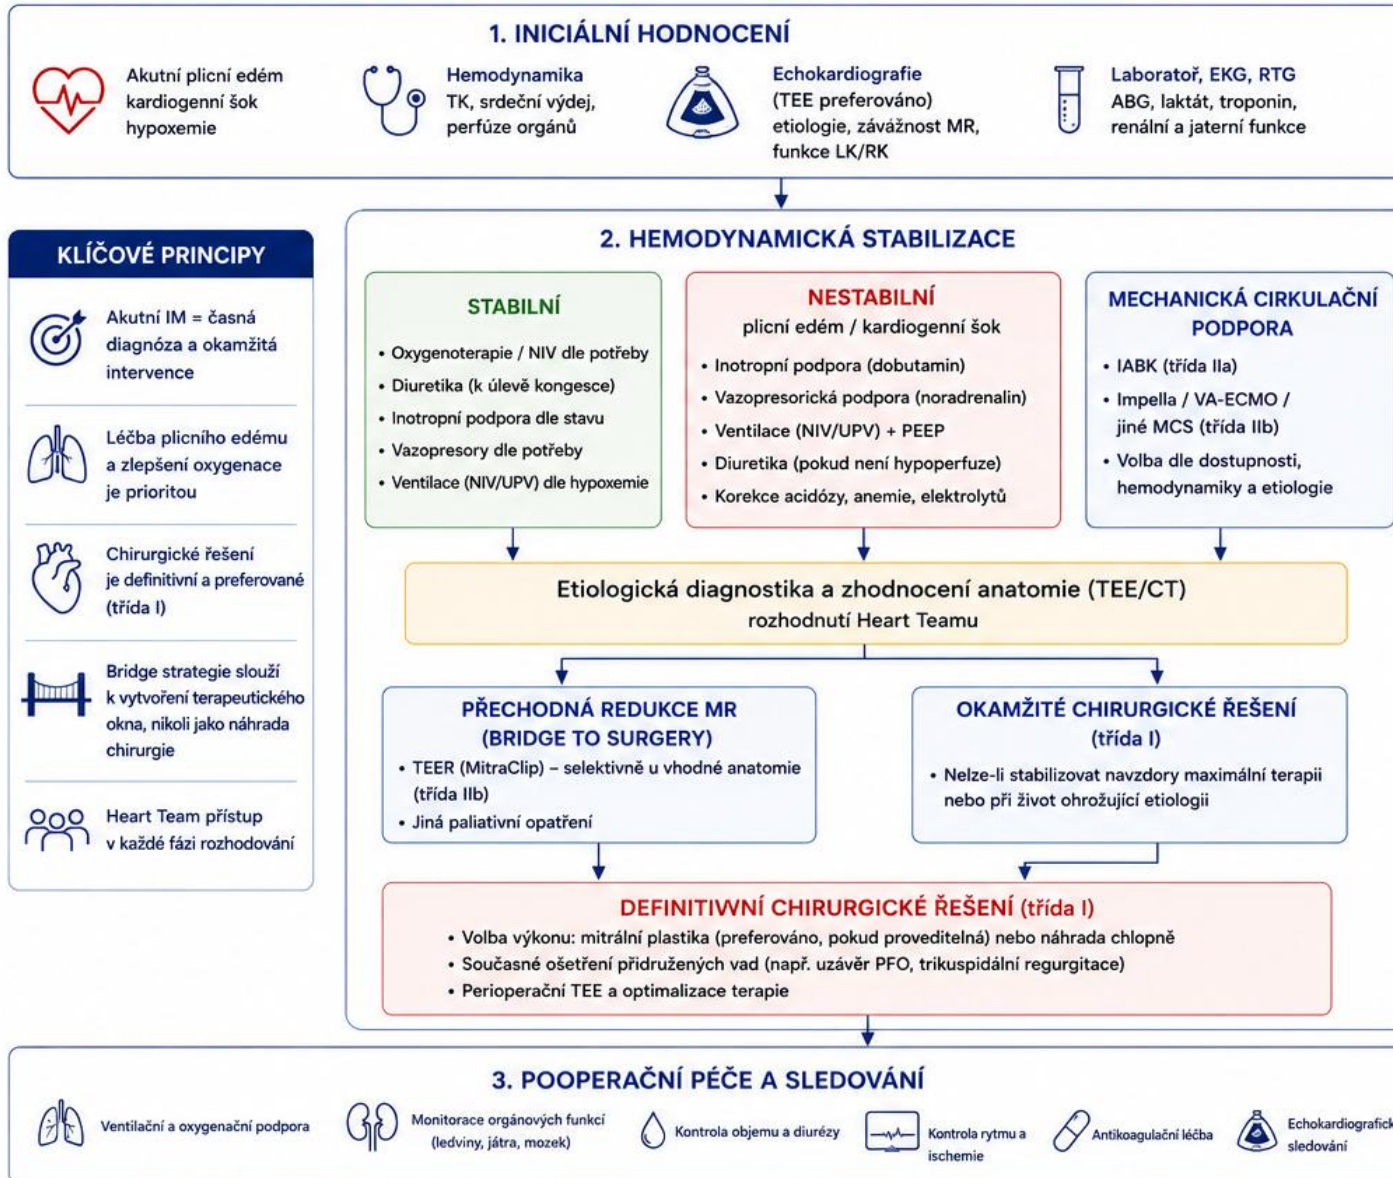 1. INICIÁLNÍ HODNOCENÍ
Akutní plicní edém
kardiogenní šok
hypoxemie
Hemodynamika
TK, srdeční výdej,
perfúze orgánů
Echokardiografie
(TEE preferováno)
etiologie, závážnost MR,
funkce LK/RK
Laboratoř, EKG, RTG
ABG, laktát, troponin,
renální a jaterní funkce
KLÍČOVÉ PRINCIPY
Akutní IM = časná
diagnóza a okamžitá
intervence
Léčba plicního edému
a zlepšení oxygenace
je prioritou
Chirurgické řešení
je definitivní a preferované
(třída I)
Bridge strategie slouží
k vytvoření terapeutického
okna, nikoli jako náhrada
chirurgie
Heart Team přístup
v každé fázi rozhodování
2. HEMODYNAMICKÁ STABILIZACE
STABILNÍ
• Oxygenoterapie / NIV dle potřeby
• Diuretika (k úlevě kongesce)
• Inotropní podpora dle stavu
• Vazopresory dle potřeby
• Ventilace (NIV/UPV) dle hypoxemie
NESTABILNÍ
plicní edém / kardiogenní šok
• Inotropní podpora (dobutamin)
• Vazopresorická podpora (noradrenalin)
• Ventilace (NIV/UPV) + PEEP
• Diuretika (pokud není hypoperfuze)
• Korekce acidózy, anemie, elektrolytů
MECHANICKÁ CIRKULAČNÍ
PODPORA
• IABK (třída IIa)
• Impella / VA-ECMO /
jiné MCS (třída IIb)
• Volba dle dostupnosti,
hemodynamiky a etiologie
Etiologická diagnostika a zhodnocení anatomie (TEE/CT)
rozhodnutí Heart Teamu
PŘECHODNÁ REDUKCE MR
(BRIDGE TO SURGERY)
• TEER (MitraClip) – selektivně u vhodné anatomie
(třída IIb)
• Jiná paliativní opatření
OKAMŽITÉ CHIRURGICKÉ ŘEŠENÍ
(třída I)
• Nelze-li stabilizovat navzdory maximální terapii
nebo při život ohrožující etiologii
DEFINITIWNÍ CHIRURGICKÉ ŘEŠENÍ (třída I)
• Volba výkonu: mitrální plastika (preferováno, pokud proveditelná) nebo náhrada chlopně
• Současné ošetření přidružených vad (např. uzávěr PFO, trikuspidální regurgitace)
• Perioperační TEE a optimalizace terapie
3. POOPERAČNÍ PÉČE A SLEDOVÁNÍ
Ventilační a oxygenační podpora
Monitorace orgánových funkcí
(ledviny, játra, mozek)
Kontrola objemu a diurézy
Kontrola rytmu a
ischemie
Antikoagulační léčba
Echokardiografick
sledování